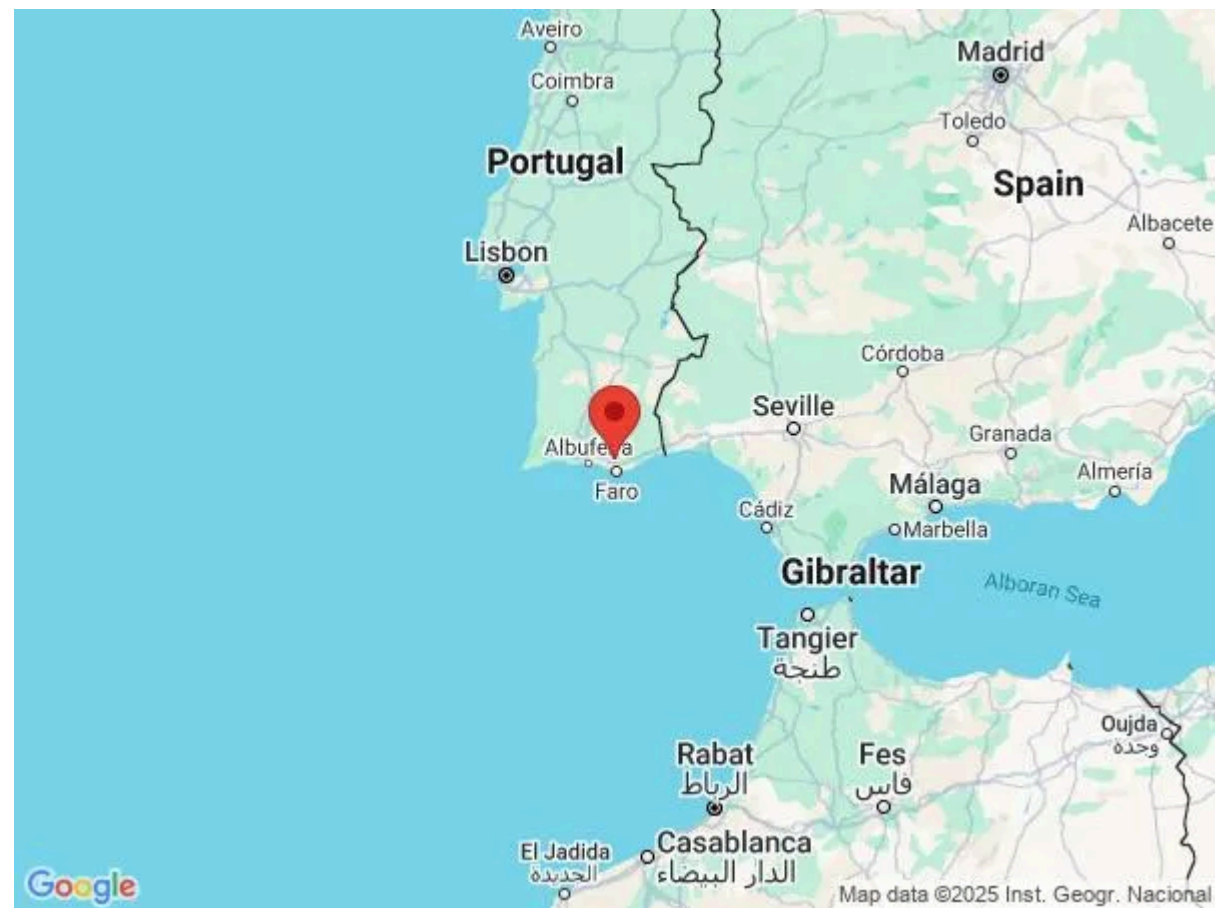 Aveiro
Madrid
Coimbra
Toledo
Portugal
Spain
Albacete
Lisbon
Córdoba
Seville
Granada
Albufeira
Almería
Málaga
Faro
Cádiz
Marbella
Gibraltar
Alboran Sea
Tangier
طنجة
Oujda
وجدة
Rabat
الرباط
Fes
فاس
Casablanca
الدار البيضاء
El Jadida
الجديدة
Google
Map data ©2025 Inst. Geogr. Nacional